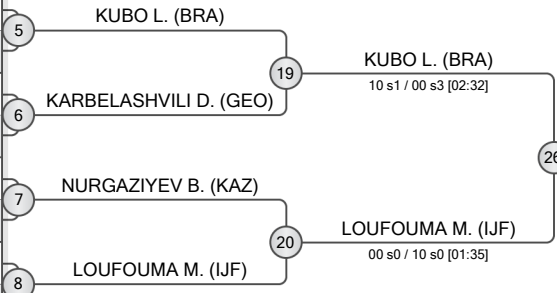 KUBO L. (BRA)
5
19
KUBO L. (BRA)
10 s1 / 00 s3 [02:32]
KARBELASHVILI D. (GEO)
6
26
NURGAZIYEV B. (KAZ)
7
20
LOUFOUMA M. (IJF)
00 s0 / 10 s0 [01:35]
LOUFOUMA M. (IJF)
8